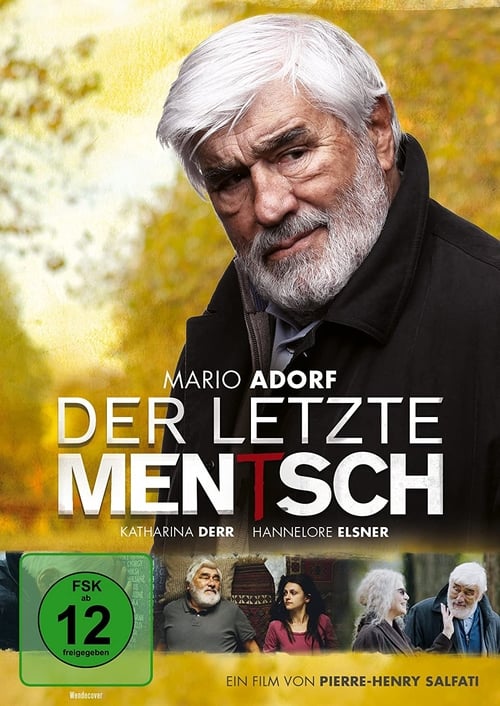 MARIO ADORF
DER LETZTE
MENTSCH
KATHARINA DERR HANNELORE ELSNER
FSK
ab
12
freigegeben
EIN FILM VON PIERRE-HENRY SALFATI
Wendecover